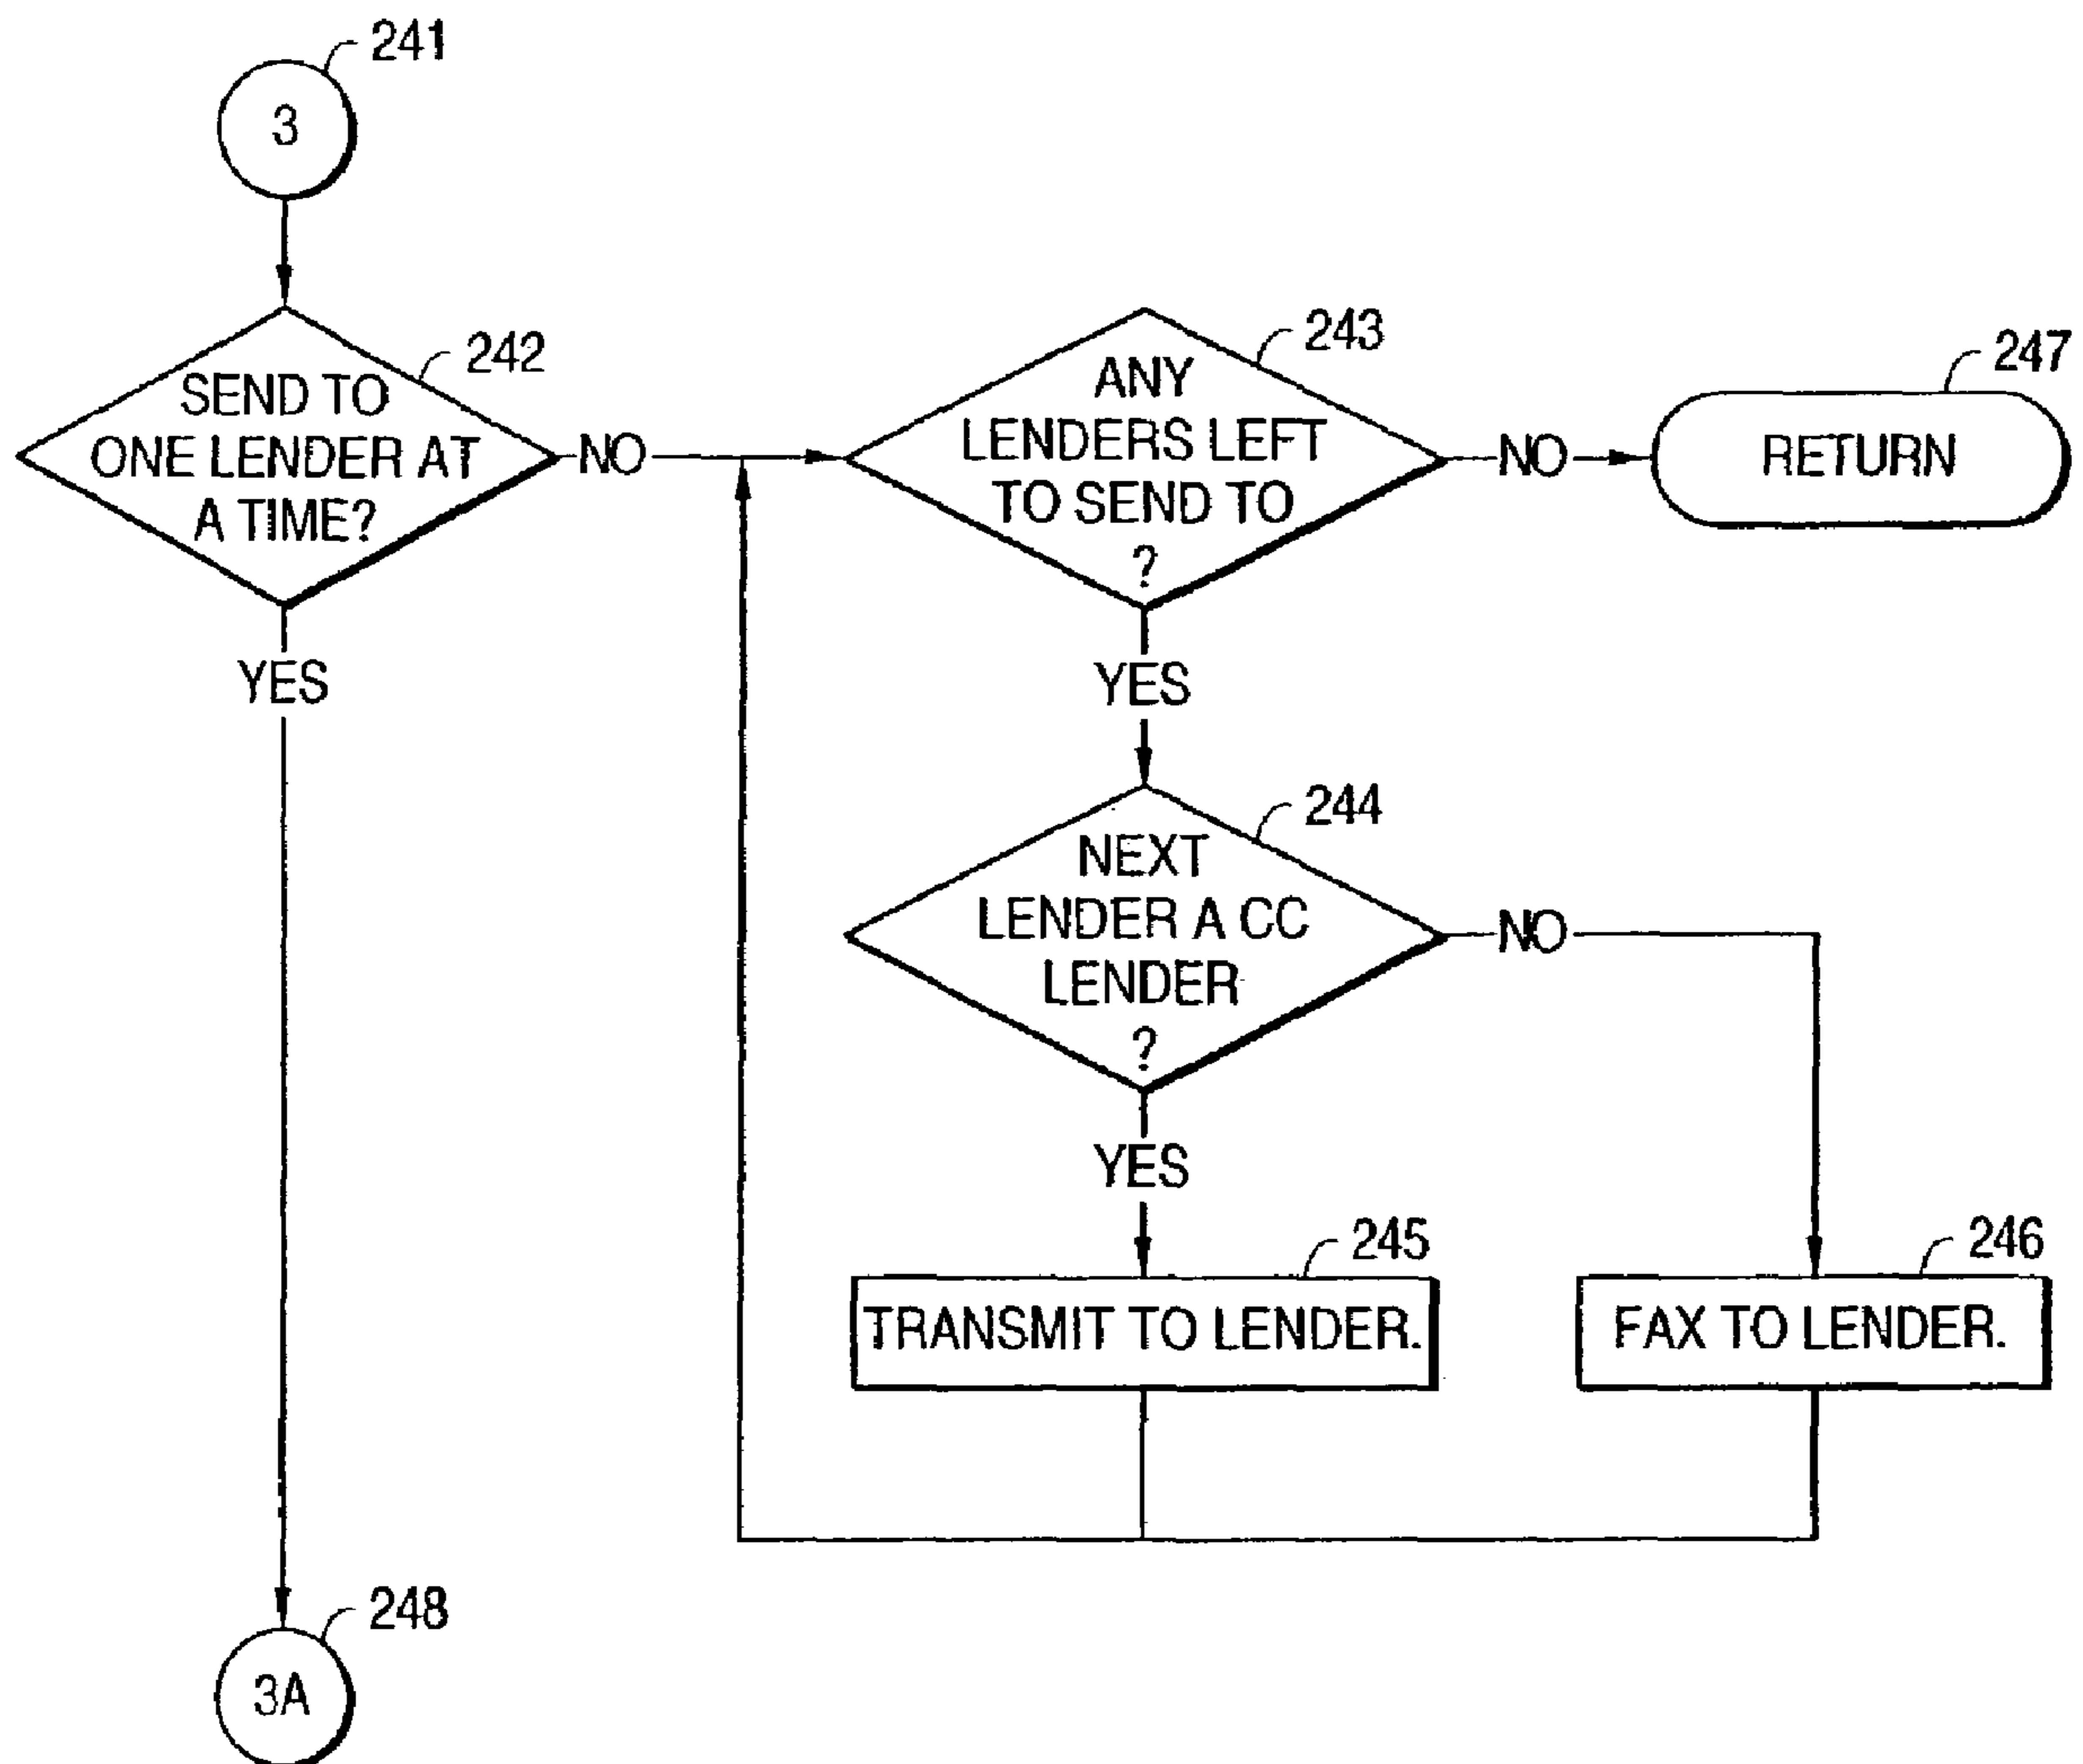 241
3
242
SEND TO
ONE LENDER AT
A TIME?
NO
YES
243
ANY
LENDERS LEFT
TO SEND TO
?
NO
247
RETURN
YES
244
NEXT
LENDER A CC
LENDER
?
NO
YES
245
TRANSMIT TO LENDER.
246
FAX TO LENDER.
248
3A